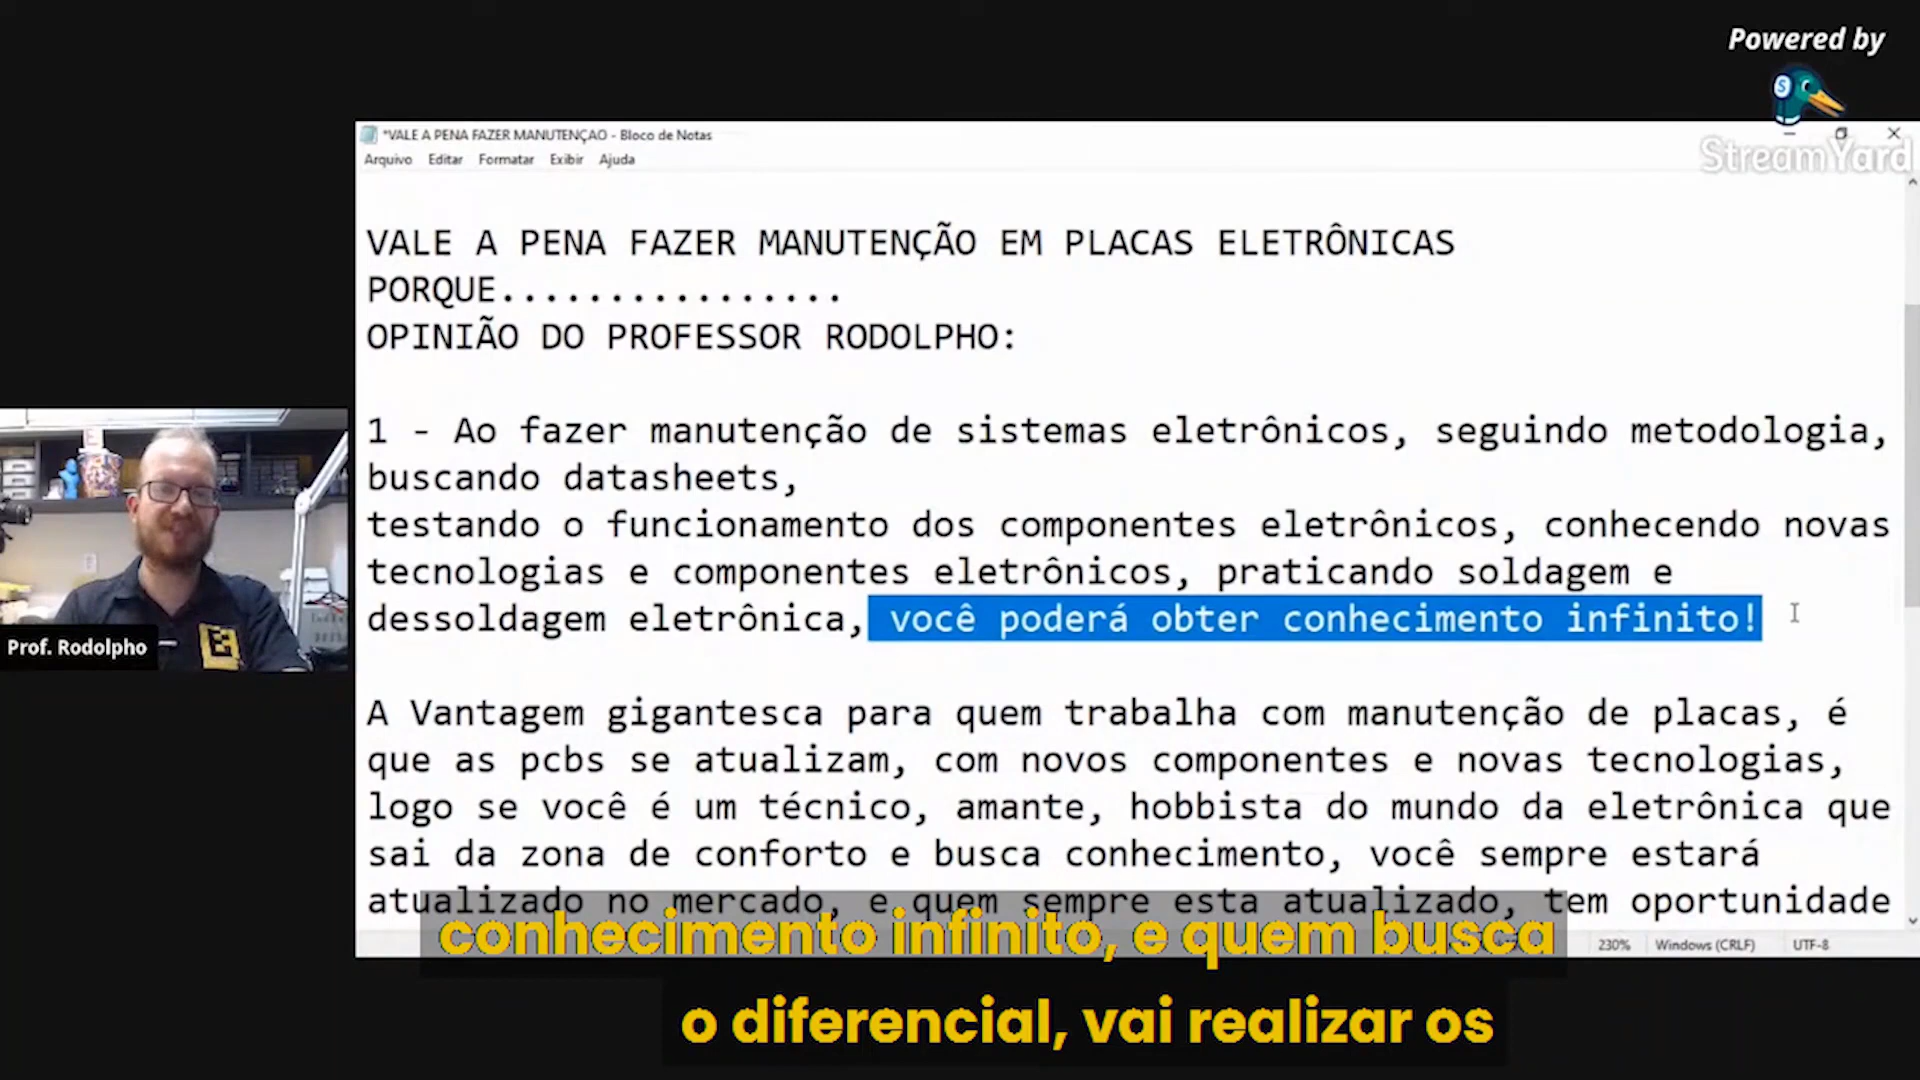 Powered by
StreamYard
*VALE A PENA FAZER MANUTENÇAO - Bloco de Notas
Arquivo Editar Formatar Exibir Ajuda
VALE A PENA FAZER MANUTENÇÃO EM PLACAS ELETRÔNICAS
PORQUE................
OPINIÃO DO PROFESSOR RODOLPHO:
1 - Ao fazer manutenção de sistemas eletrônicos, seguindo metodologia,
buscando datasheets,
testando o funcionamento dos componentes eletrônicos, conhecendo novas
tecnologias e componentes eletrônicos, praticando soldagem e
dessoldagem eletrônica, você poderá obter conhecimento infinito!
A Vantagem gigantesca para quem trabalha com manutenção de placas, é
que as pcbs se atualizam, com novos componentes e novas tecnologias,
logo se você é um técnico, amante, hobbista do mundo da eletrônica que
sai da zona de conforto e busca conhecimento, você sempre estará
atualizado no mercado, e quem sempre esta atualizado, tem oportunidade
230% Windows (CRLF) UTF-8
Prof. Rodolpho
conhecimento infinito, e quem busca
o diferencial, vai realizar os